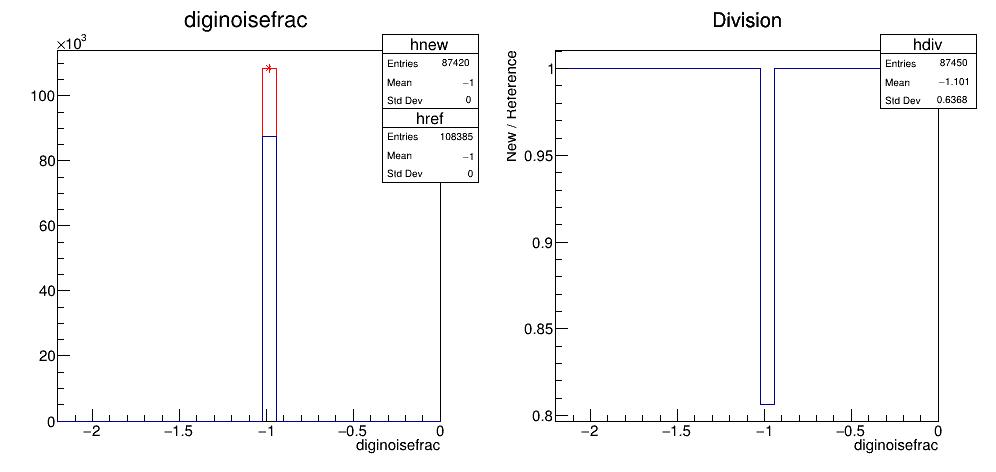 diginoisefrac
×10³
hnew
Entries 87420
Mean −1
Std Dev 0
href
Entries 108385
Mean −1
Std Dev 0
100
80
60
40
20
0
−2 −1.5 −1 −0.5 0
diginoisefrac
Division
hdiv
Entries 87450
Mean −1.101
Std Dev 0.6368
New / Reference
1
0.95
0.9
0.85
0.8
−2 −1.5 −1 −0.5 0
diginoisefrac